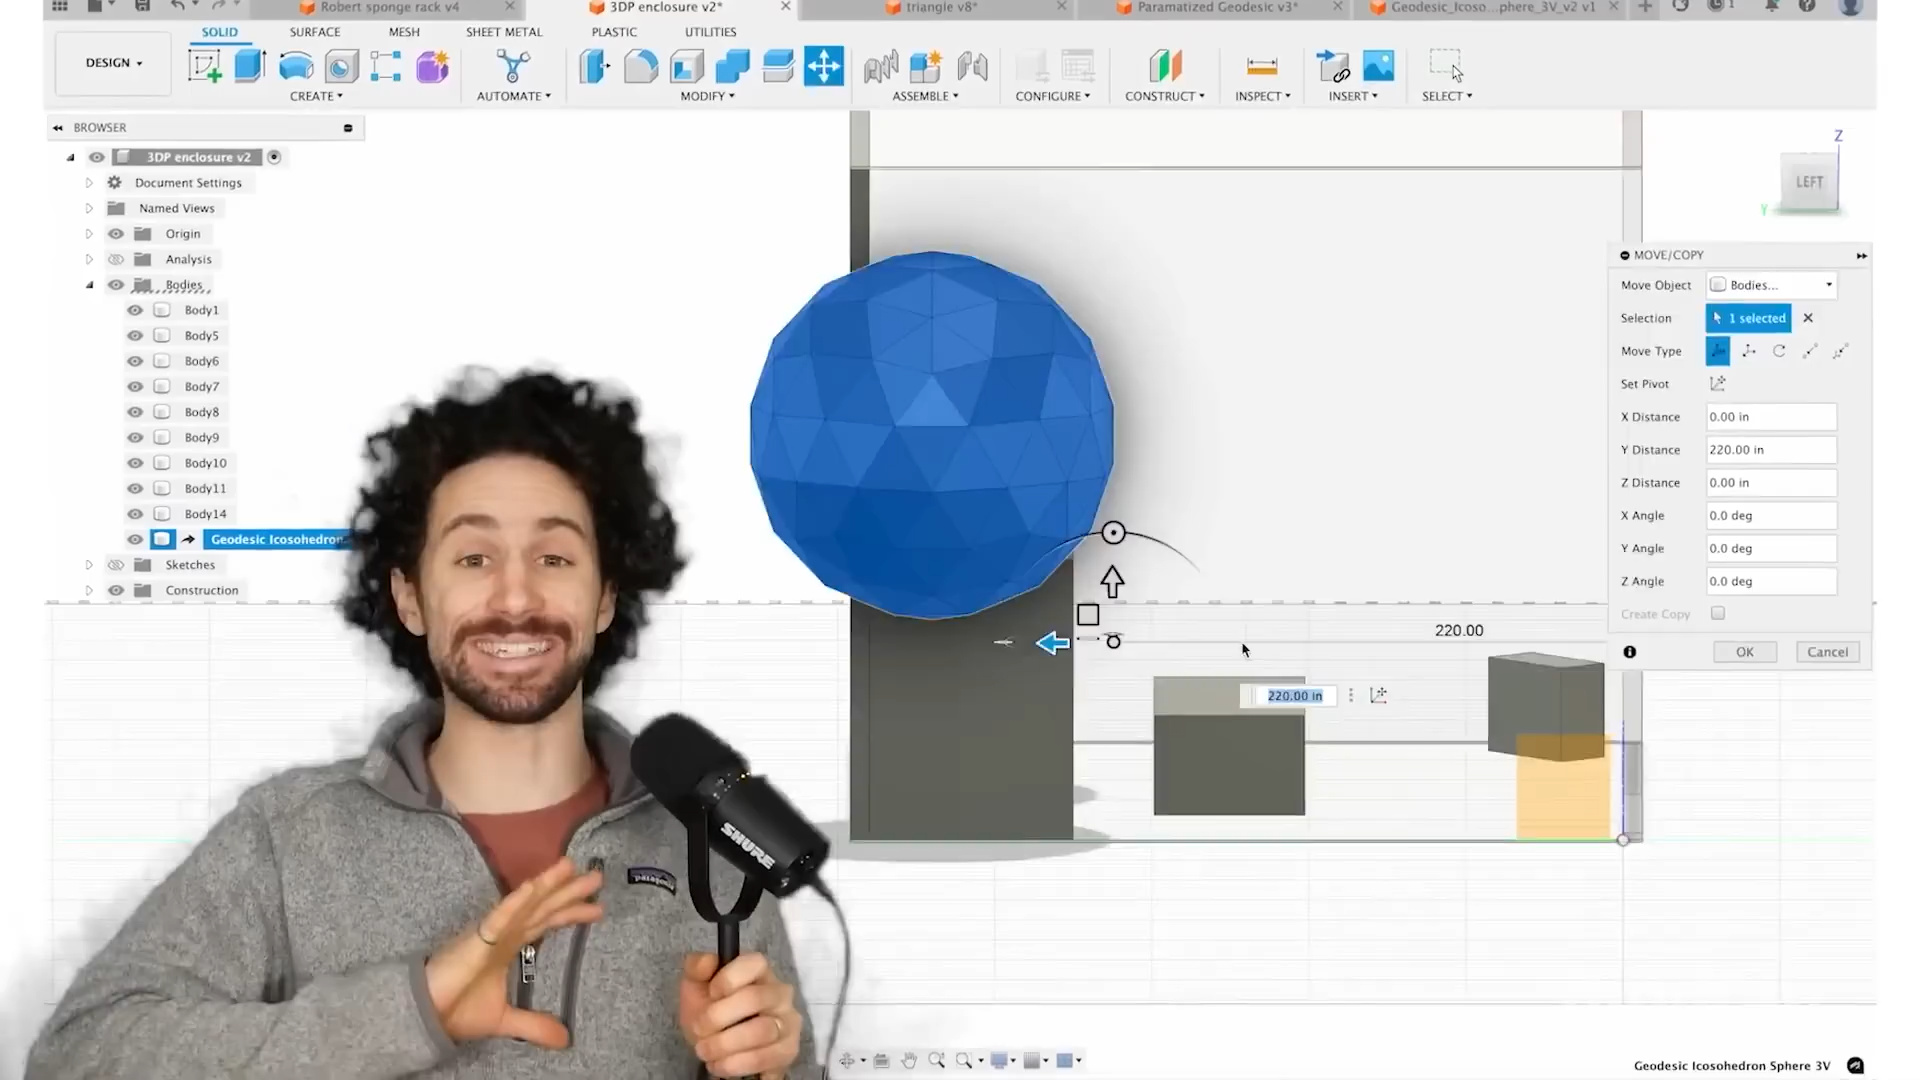 Robert sponge rack v4
3DP enclosure v2*
triangle v8*
Paramatized Geodesic v3*
Geodesic_Icoso...phere_3V_v2 v1
1
SOLID
SURFACE
MESH
SHEET METAL
PLASTIC
UTILITIES
DESIGN
CREATE
AUTOMATE
MODIFY
ASSEMBLE
CONFIGURE
CONSTRUCT
INSPECT
INSERT
SELECT
BROWSER
3DP enclosure v2
Document Settings
Named Views
Origin
Analysis
Bodies
Body1
Body5
Body6
Body7
Body8
Body9
Body10
Body11
Body14
Geodesic Icosohedron
Sketches
Construction
Z
LEFT
Y
MOVE/COPY
Move Object
Bodies...
Selection
1 selected
Move Type
Set Pivot
X Distance
0.00 in
Y Distance
220.00 in
Z Distance
0.00 in
X Angle
0.0 deg
Y Angle
0.0 deg
Z Angle
0.0 deg
Create Copy
OK
Cancel
220.00
220.00 in
SHURE
Geodesic Icosohedron Sphere 3V